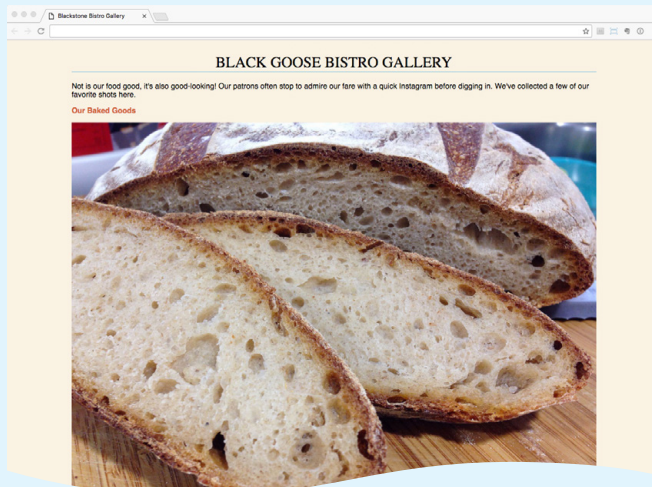 Blackstone Bistro Gallery
BLACK GOOSE BISTRO GALLERY
Not is our food good, it's also good-looking! Our patrons often stop to admire our fare with a quick Instagram before digging in. We've collected a few of our
favorite shots here.
Our Baked Goods